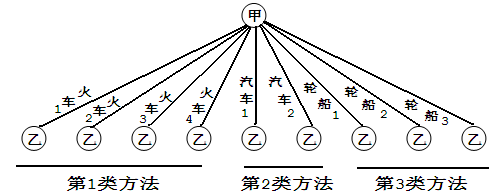 甲
火车1
火车2
火车3
火车4
汽车1
汽车2
轮船1
轮船2
轮船3
乙 乙 乙 乙 乙 乙 乙 乙 乙
第1类方法 第2类方法 第3类方法